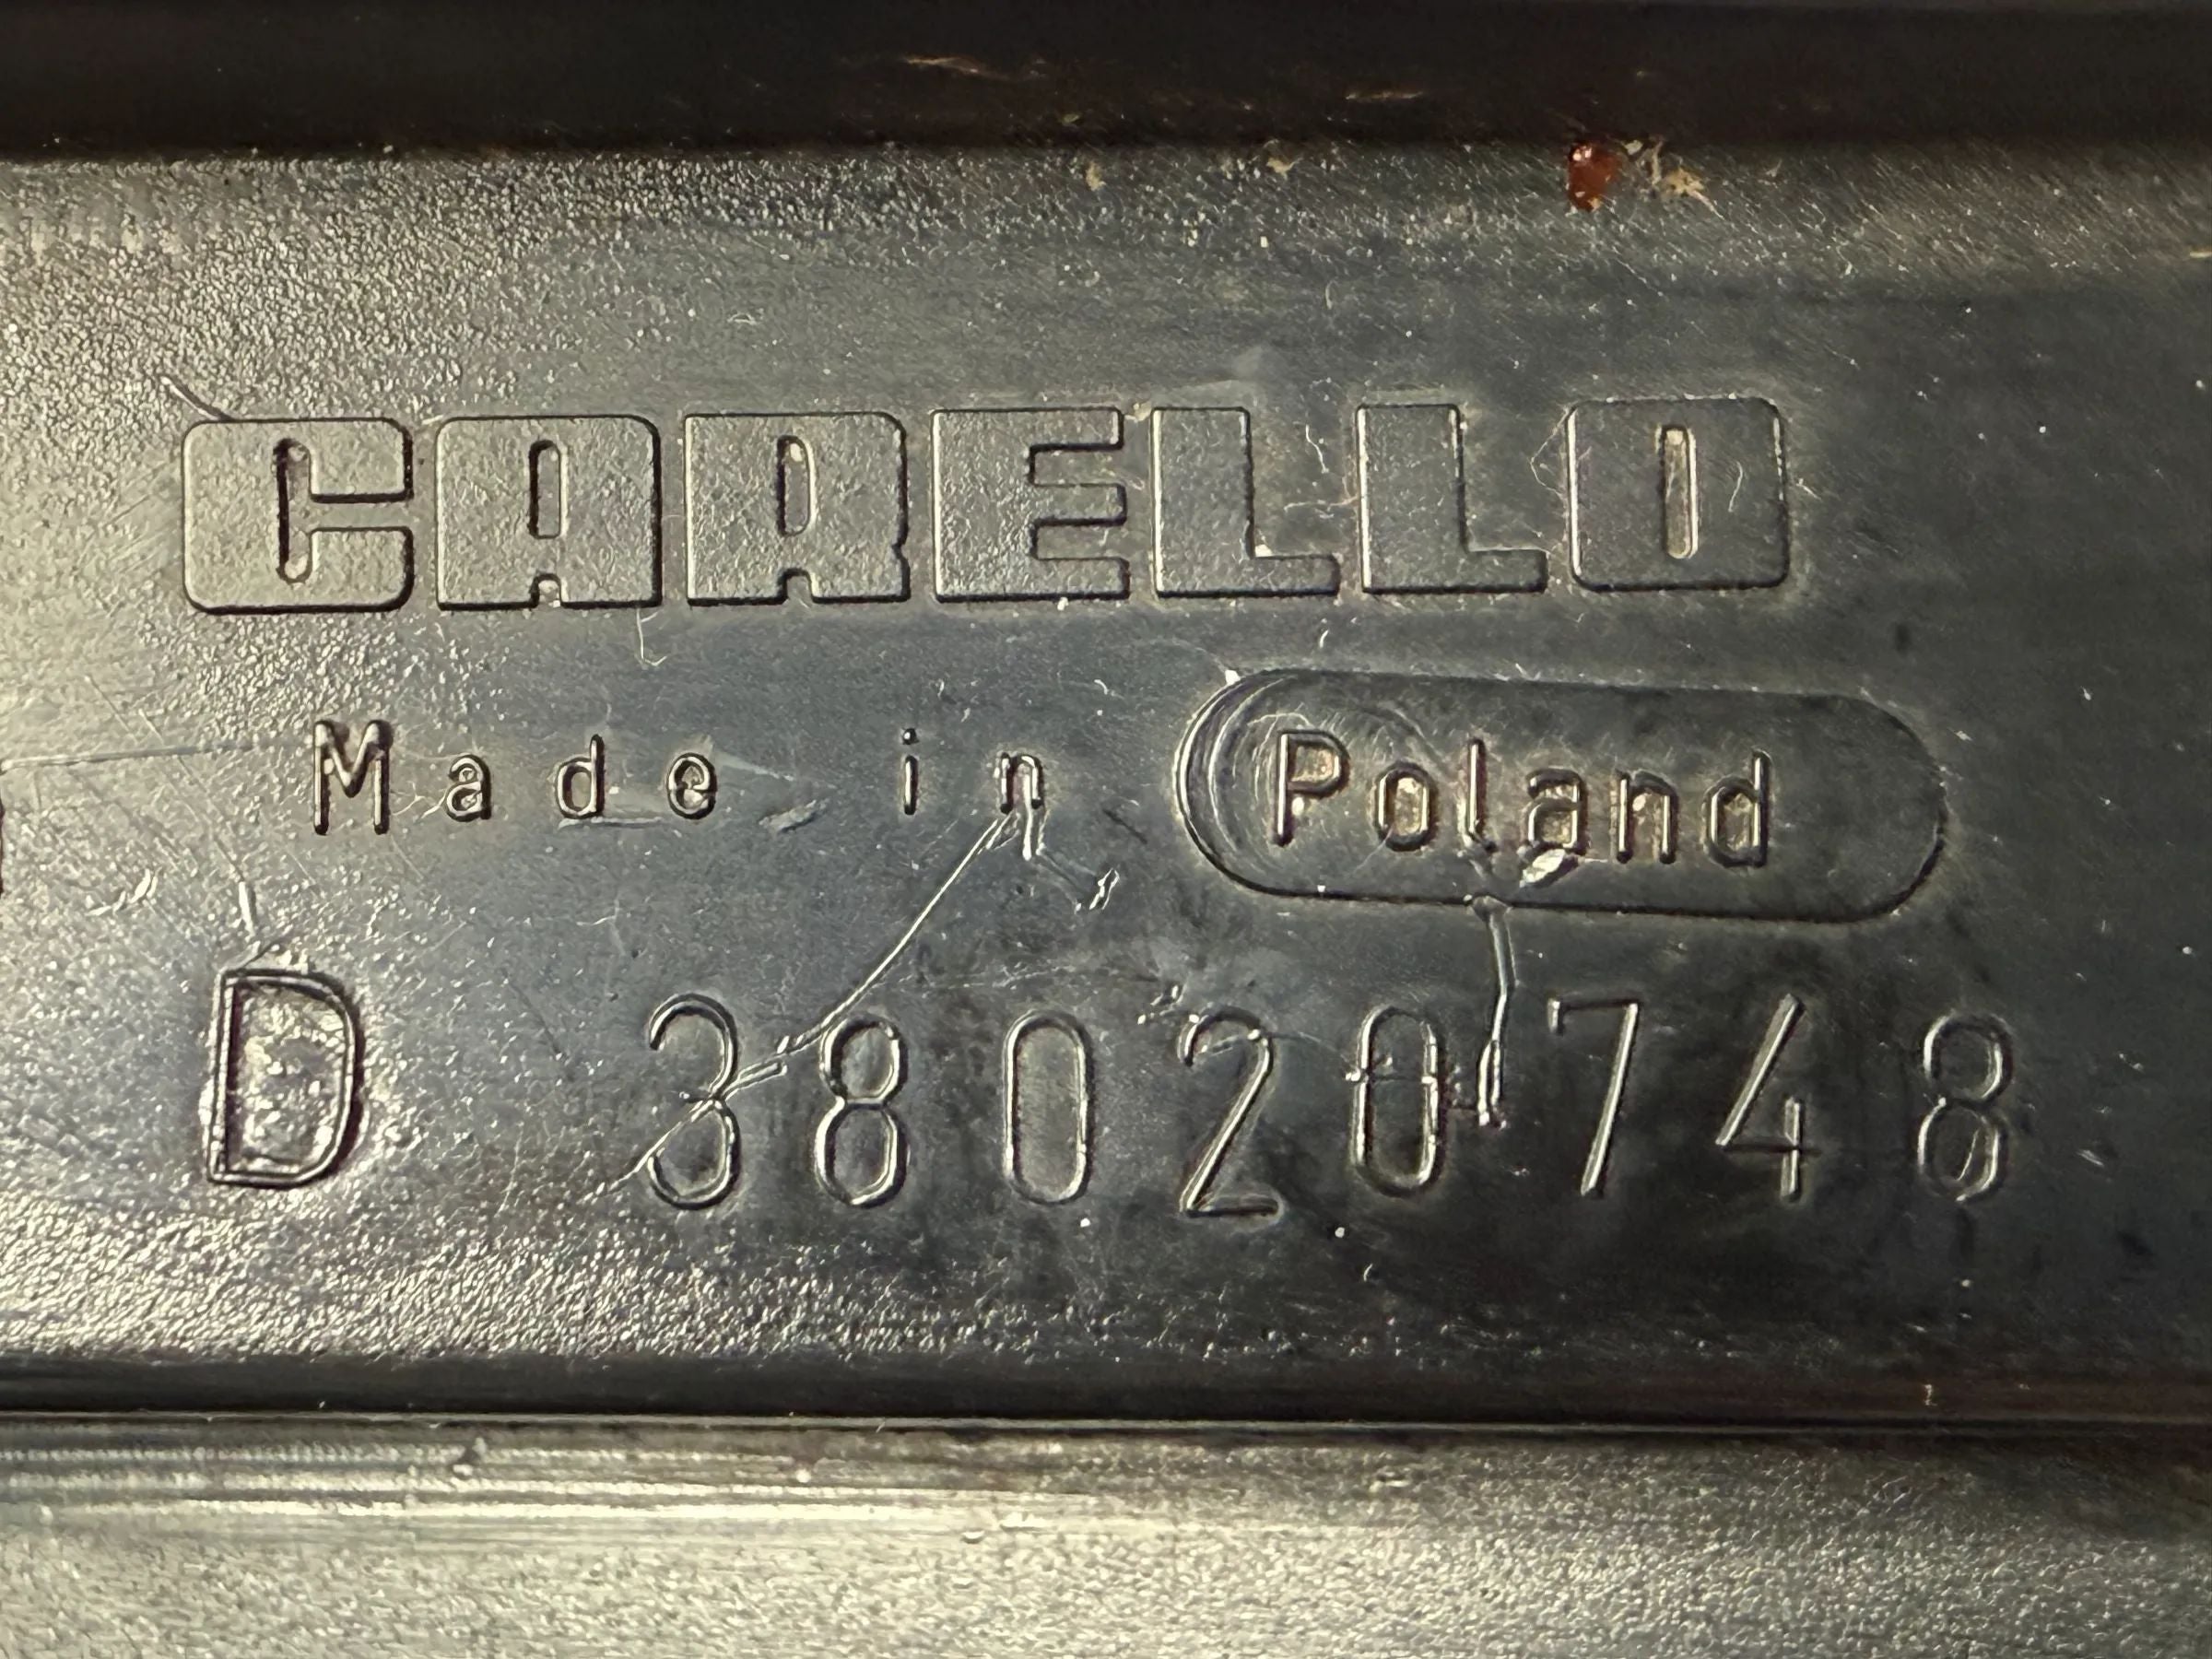 CARELLO
Made in Poland
D 38020748